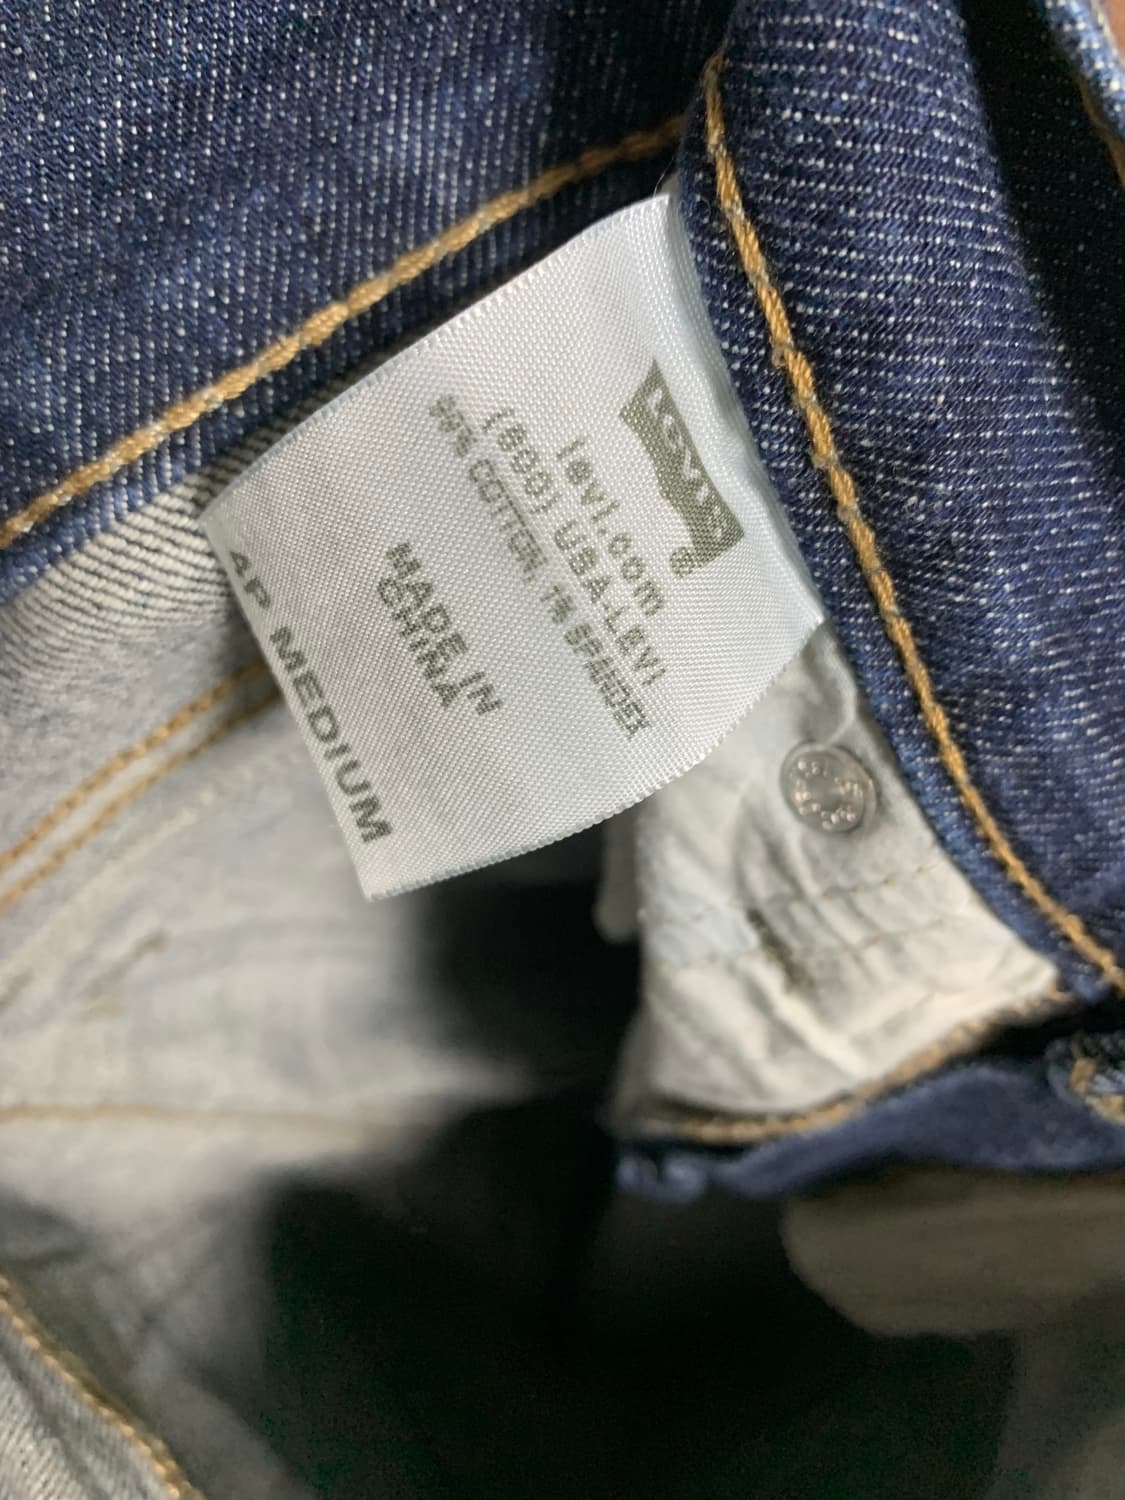 Levi's®
levi.com
(800) USA-LEVI
99% COTTON, 1% SPANDEX
MADE IN
CHINA
4P MEDIUM